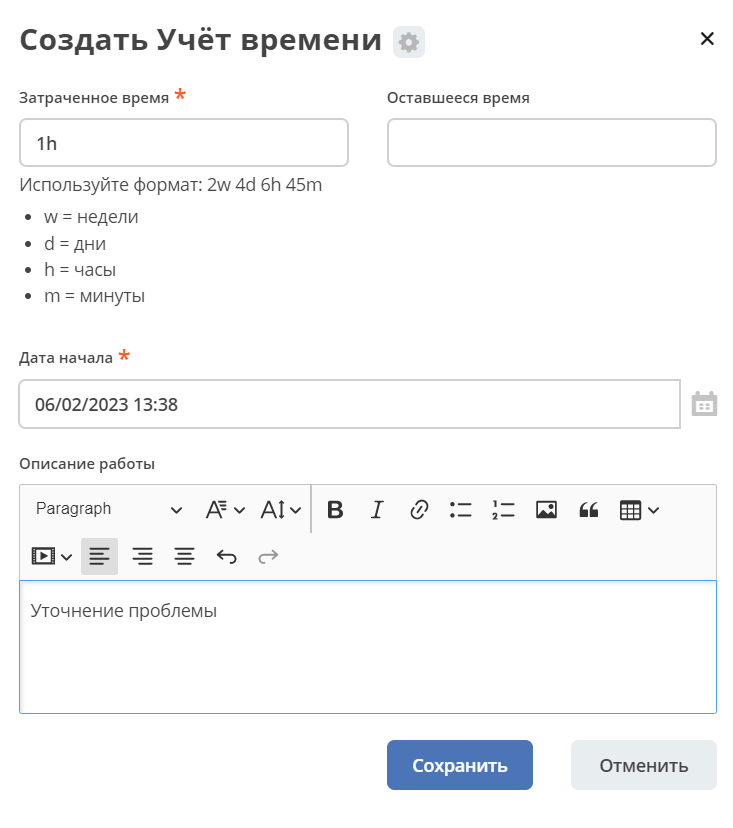 Создать Учёт времени
Затраченное время *
Оставшееся время
1h
Используйте формат: 2w 4d 6h 45m
• w = недели
• d = дни
• h = часы
• m = минуты
Дата начала *
06/02/2023 13:38
Описание работы
Paragraph
Уточнение проблемы
Сохранить
Отменить